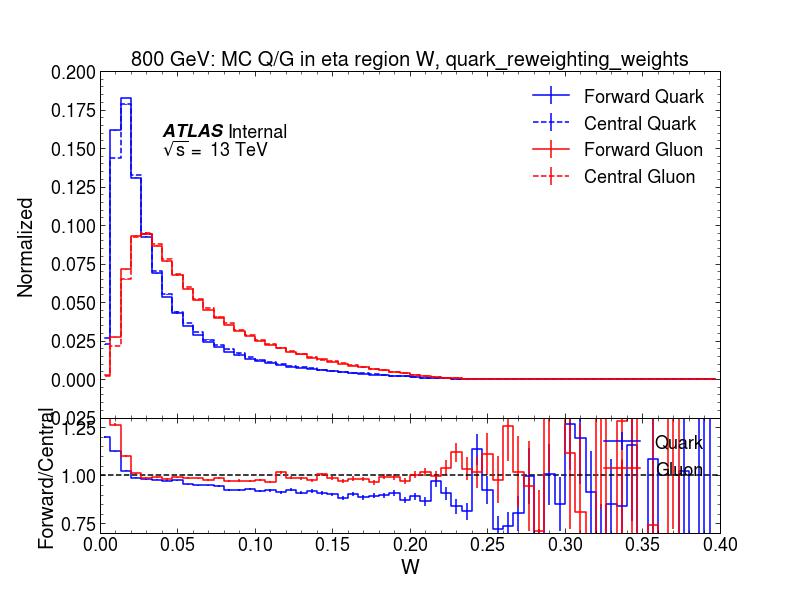 800 GeV: MC Q/G in eta region W, quark_reweighting_weights
0.200
0.175
0.150
0.125
0.100
0.075
0.050
0.025
0.000
0.025
Normalized
ATLAS Internal
√s = 13 TeV
Forward Quark
Central Quark
Forward Gluon
Central Gluon
1.25
1.00
0.75
Forward/Central
Quark
Gluon
0.00 0.05 0.10 0.15 0.20 0.25 0.30 0.35 0.40
W